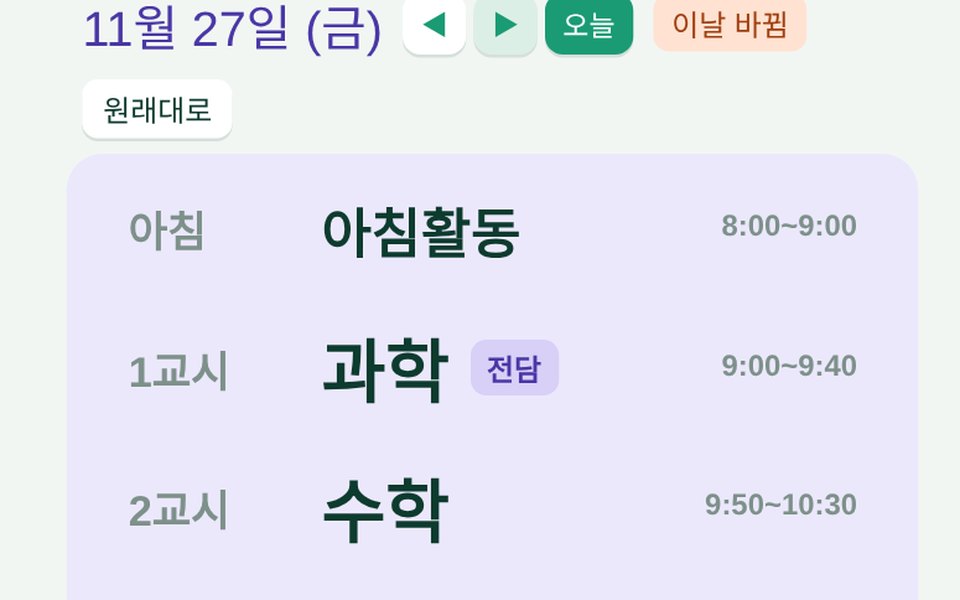 11월 27일 (금) ◀ ▶ 오늘 이날 바뀜
원래대로
아침 아침활동 8:00~9:00
1교시 과학 전담 9:00~9:40
2교시 수학 9:50~10:30